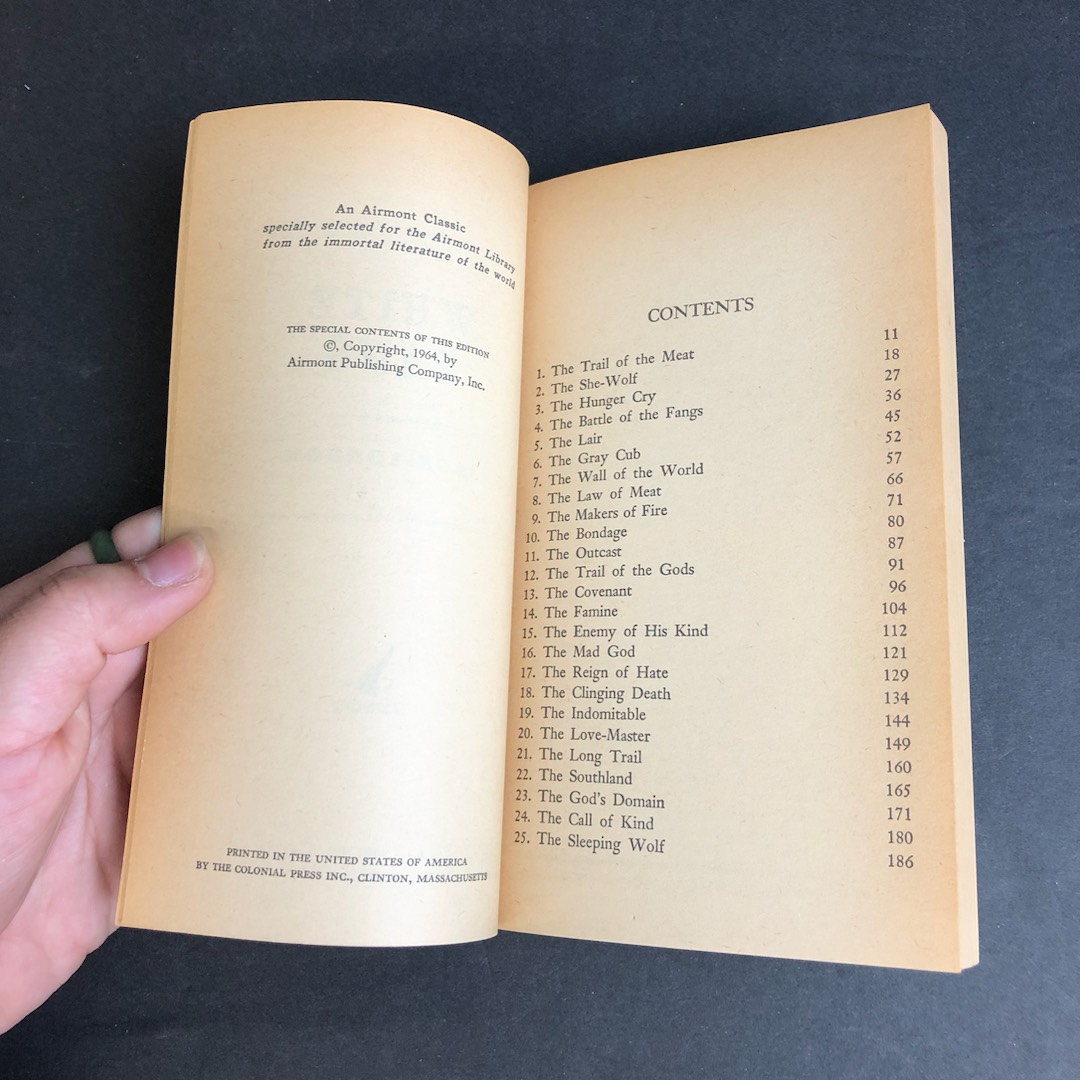 An Airmont Classic
specially selected for the Airmont Library
from the immortal literature of the world
THE SPECIAL CONTENTS OF THIS EDITION
©, Copyright, 1964, by
Airmont Publishing Company, Inc.
PRINTED IN THE UNITED STATES OF AMERICA
BY THE COLONIAL PRESS INC., CLINTON, MASSACHUSETTS
CONTENTS
1. The Trail of the Meat 11
2. The She-Wolf 18
3. The Hunger Cry 27
4. The Battle of the Fangs 36
5. The Lair 45
6. The Gray Cub 52
7. The Wall of the World 57
8. The Law of Meat 66
9. The Makers of Fire 71
10. The Bondage 80
11. The Outcast 87
12. The Trail of the Gods 91
13. The Covenant 96
14. The Famine 104
15. The Enemy of His Kind 112
16. The Mad God 121
17. The Reign of Hate 129
18. The Clinging Death 134
19. The Indomitable 144
20. The Love-Master 149
21. The Long Trail 160
22. The Southland 165
23. The God's Domain 171
24. The Call of Kind 180
25. The Sleeping Wolf 186